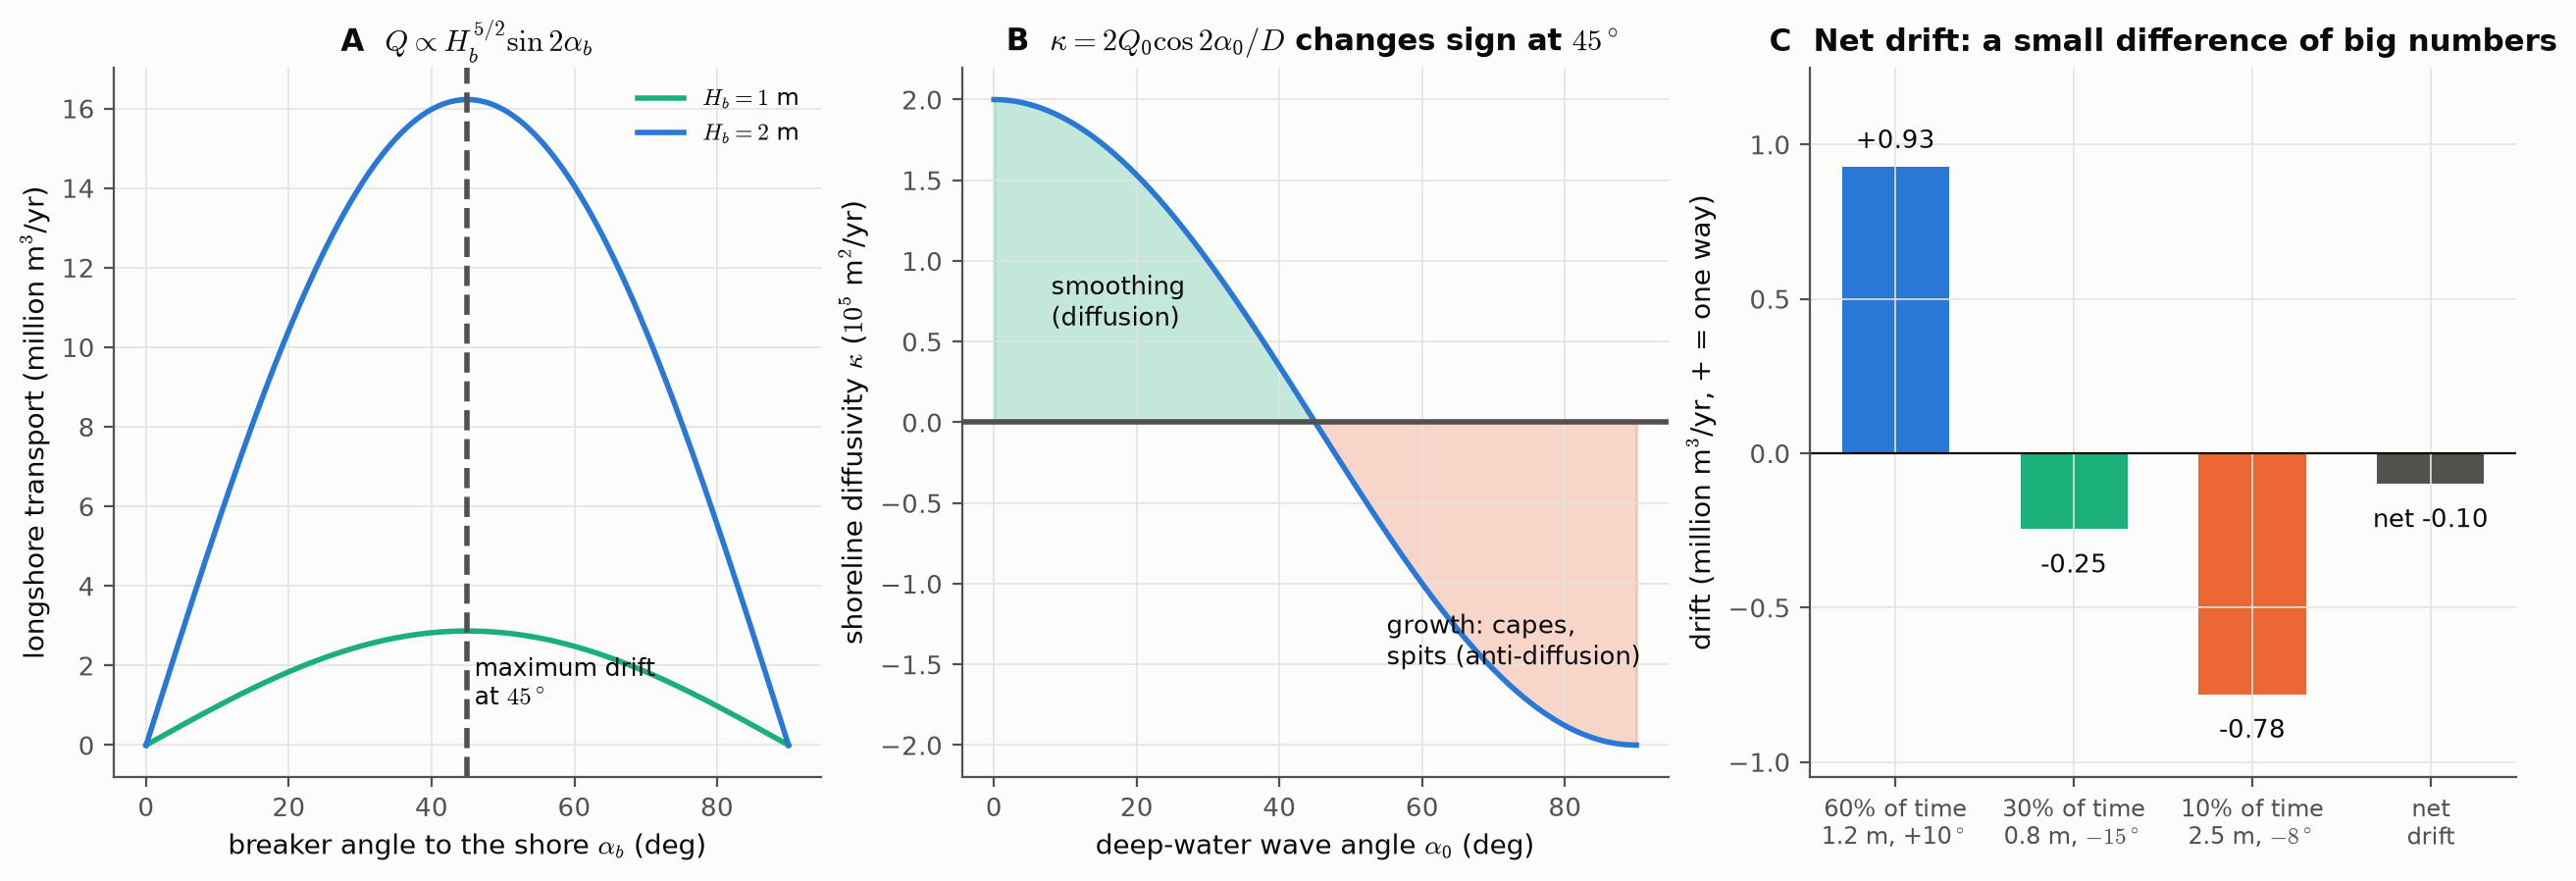 A  Q ∝ H_b^{5/2} sin 2α_b
longshore transport (million m³/yr)
16
14
12
10
8
6
4
2
0
H_b = 1 m
H_b = 2 m
maximum drift
at 45°
0 20 40 60 80
breaker angle to the shore α_b (deg)
B  κ = 2Q₀cos 2α₀/D changes sign at 45°
shoreline diffusivity κ (10⁵ m²/yr)
2.0
1.5
1.0
0.5
0.0
−0.5
−1.0
−1.5
−2.0
smoothing
(diffusion)
growth: capes,
spits (anti-diffusion)
0 20 40 60 80
deep-water wave angle α₀ (deg)
C  Net drift: a small difference of big numbers
drift (million m³/yr, + = one way)
1.0
0.5
0.0
−0.5
−1.0
+0.93
-0.25
-0.78
net -0.10
60% of time
1.2 m, +10°
30% of time
0.8 m, −15°
10% of time
2.5 m, −8°
net
drift